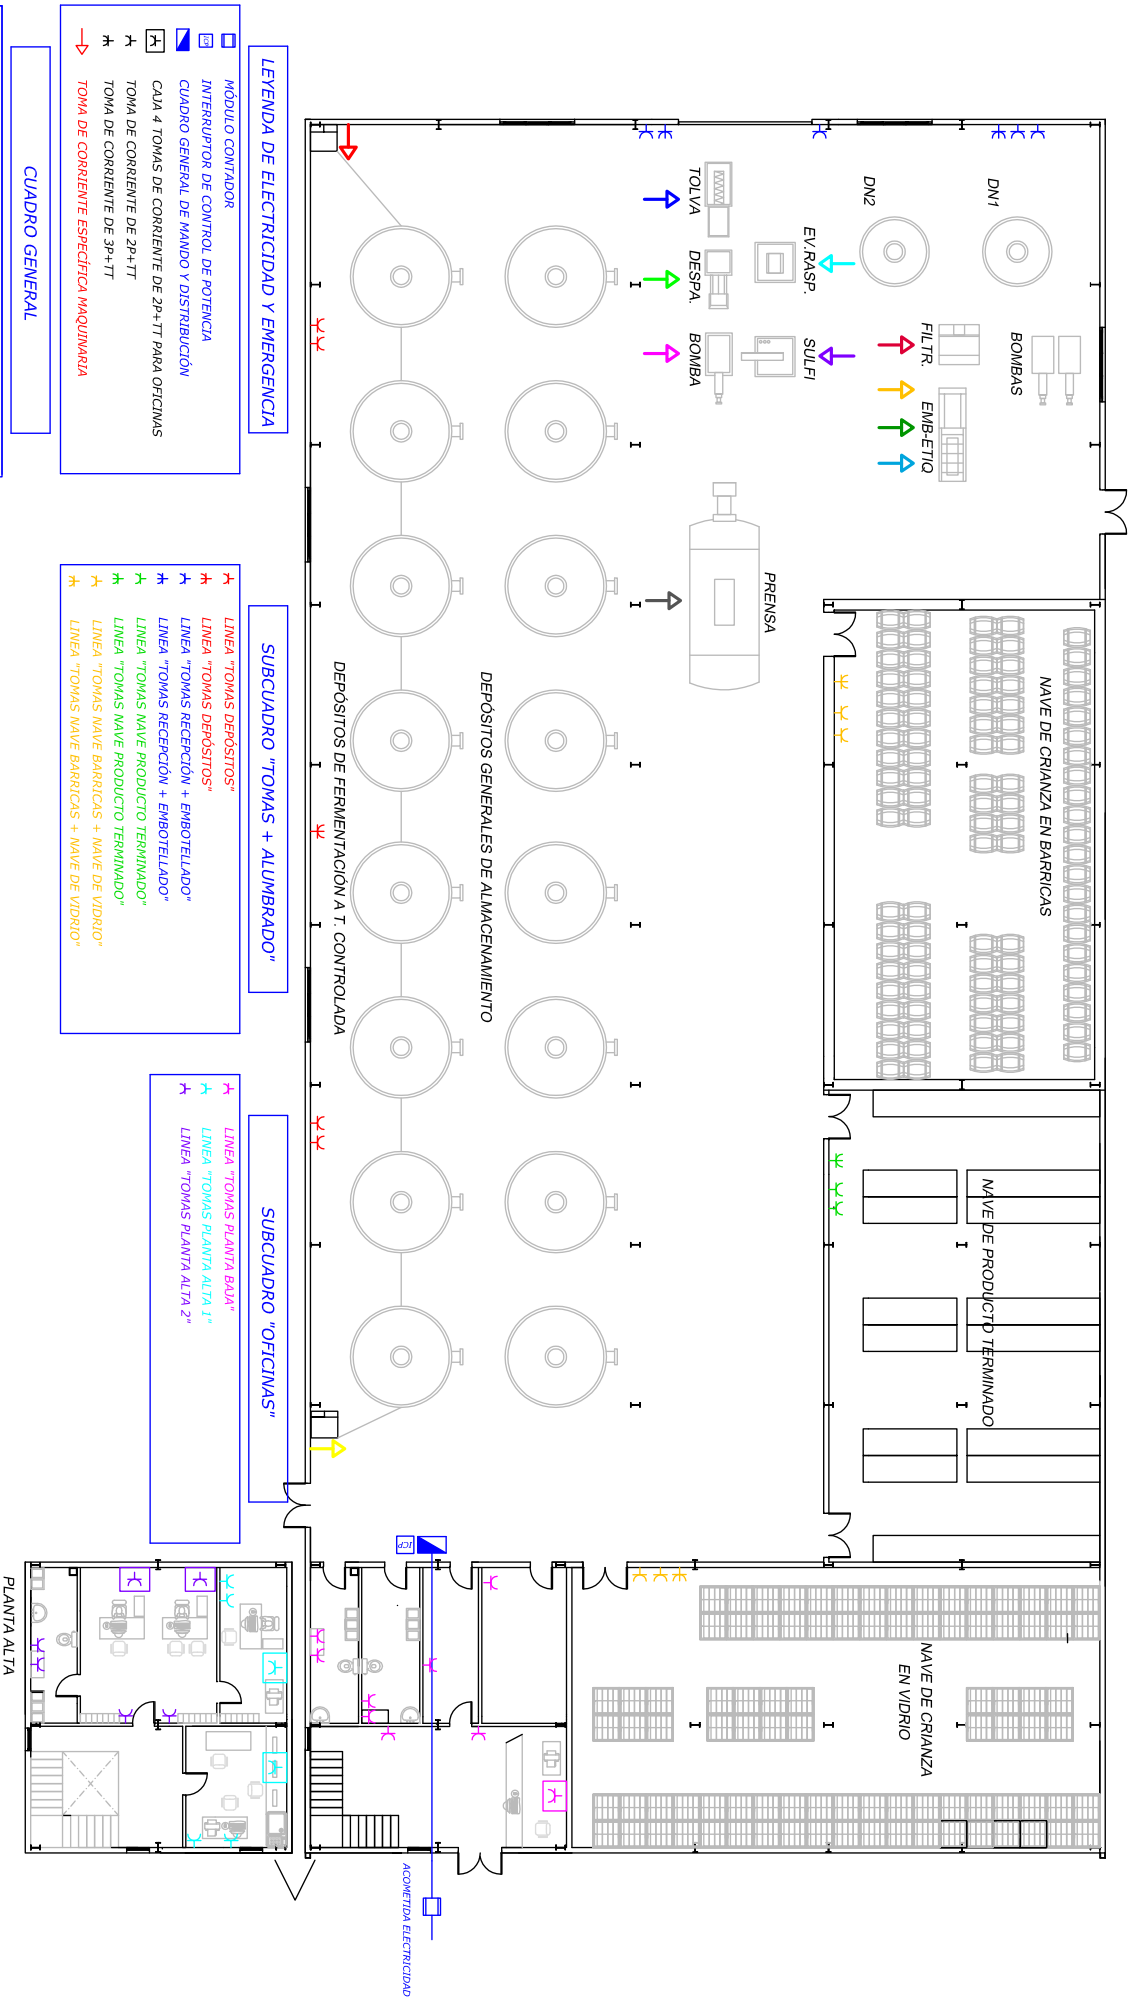 LEYENDA DE ELECTRICIDAD Y EMERGENCIA
MÓDULO CONTADOR
ICP
INTERRUPTOR DE CONTROL DE POTENCIA
CUADRO GENERAL DE MANDO Y DISTRIBUCIÓN
CAJA 4 TOMAS DE CORRIENTE DE 2P+TT PARA OFICINAS
TOMA DE CORRIENTE DE 2P+TT
TOMA DE CORRIENTE DE 3P+TT
TOMA DE CORRIENTE ESPECÍFICA MAQUINARIA
CUADRO GENERAL
SUBCUADRO "TOMAS + ALUMBRADO"
LINEA "TOMAS DEPÓSITOS"
LINEA "TOMAS DEPÓSITOS"
LINEA "TOMAS RECEPCIÓN + EMBOTELLADO"
LINEA "TOMAS RECEPCIÓN + EMBOTELLADO"
LINEA "TOMAS NAVE PRODUCTO TERMINADO"
LINEA "TOMAS NAVE PRODUCTO TERMINADO"
LINEA "TOMAS NAVE BARRICAS + NAVE DE VIDRIO"
LINEA "TOMAS NAVE BARRICAS + NAVE DE VIDRIO"
SUBCUADRO "OFICINAS"
LINEA "TOMAS PLANTA BAJA"
LINEA "TOMAS PLANTA ALTA 1"
LINEA "TOMAS PLANTA ALTA 2"
DN1
DN2
BOMBAS
FILTR.
EMB-ETIQ
EV.RASP.
SULFI
TOLVA
DESPA.
BOMBA
PRENSA
NAVE DE CRIANZA EN BARRICAS
DEPÓSITOS GENERALES DE ALMACENAMIENTO
DEPÓSITOS DE FERMENTACIÓN A T. CONTROLADA
NAVE DE PRODUCTO TERMINADO
NAVE DE CRIANZA
EN VIDRIO
ICP
ACOMETIDA ELECTRICIDAD
PLANTA ALTA